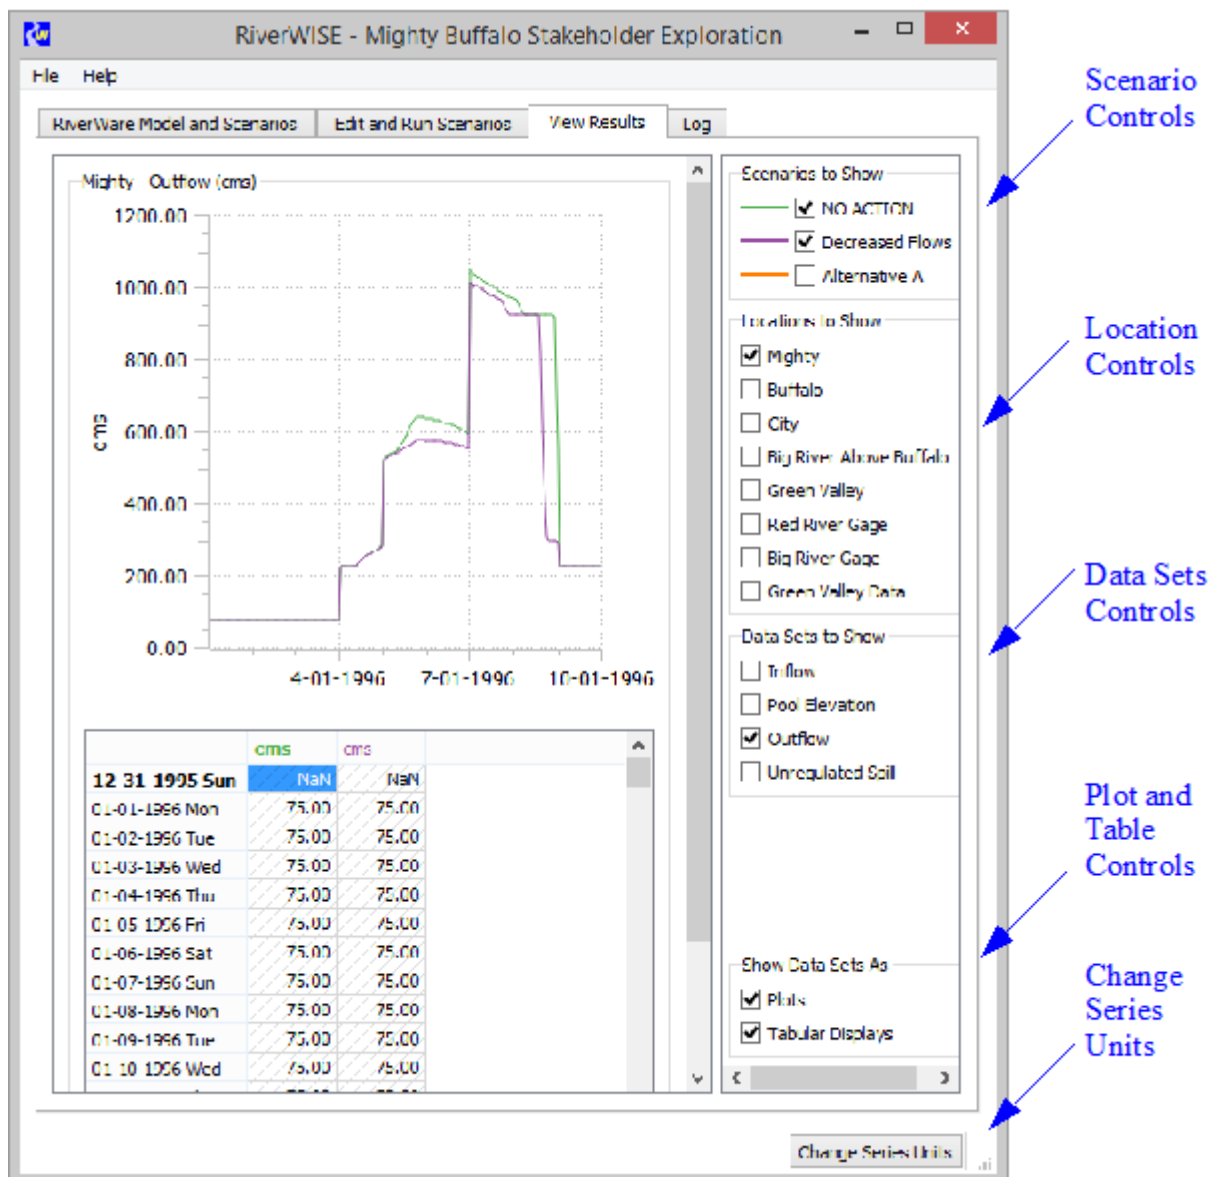 RiverWISE - Mighty Buffalo Stakeholder Exploration
File Help
RiverWare Model and Scenarios Edit and Run Scenarios View Results Log
Mighty Outflow (cms)
1200.00
1000.00
800.00
600.00
400.00
200.00
0.00
cms
4-01-1996 7-01-1996 10-01-1996
cms cms
12 31 1995 Sun NaN NaN
01-01-1996 Mon 75.00 75.00
01-02-1996 Tue 75.00 75.00
01-03-1996 Wed 75.00 75.00
01-04-1996 Thu 75.00 75.00
01 05 1996 Fri 75.00 75.00
01-06-1996 Sat 75.00 75.00
01-07-1996 Sun 75.00 75.00
01-08-1996 Mon 75.00 75.00
01-09-1996 Tue 75.00 75.00
01 10 1996 Wed 75.00 75.00
Scenarios to Show
NO ACTION
Decreased Flows
Alternative A
Locations to Show
Mighty
Buffalo
City
Big River Above Buffalo
Green Valley
Red River Gage
Big River Gage
Green Valley Data
Data Sets to Show
Inflow
Pool Elevation
Outflow
Unregulated Spill
Show Data Sets As
Plots
Tabular Displays
Change Series Units
Scenario
Controls
Location
Controls
Data Sets
Controls
Plot and
Table
Controls
Change
Series
Units